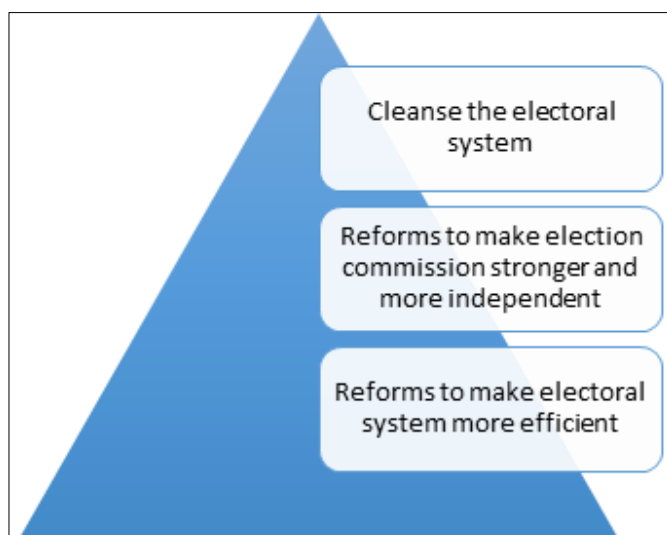 Cleanse the electoral
system
Reforms to make election
commission stronger and
more independent
Reforms to make electoral
system more efficient